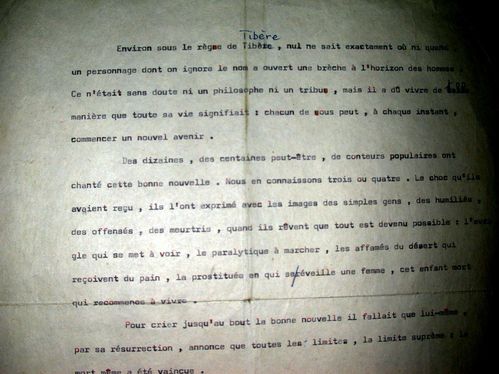 Tibère
Environ sous le règne de Tibère , nul ne sait exactement où ni quand
un personnage dont on ignore le nom a ouvert une brèche à l'horizon des hommes
Ce n'était sans doute ni un philosophe ni un tribun , mais il a dû vivre de
manière que toute sa vie signifiait : chacun de nous peut , à chaque instant ,
commencer un nouvel avenir .
Des dizaines , des centaines peut-être , de conteurs populaires ont
chanté cette bonne nouvelle . Nous en connaissons trois ou quatre . Le choc qu'ils
avaient reçu , ils l'ont exprimé avec les images des simples gens , des humiliés ,
des offensés , des meurtris , quand ils rêvent que tout est devenu possible : l'aveu
gle qui se met à voir , le paralytique à marcher , les affamés du désert qui
reçoivent du pain , la prostituée en qui se/réveille une femme , cet enfant mort
qui recommence à vivre .
Pour crier jusqu'au bout la bonne nouvelle il fallait que lui-même ,
par sa résurrection , annonce que toutes les limites , la limite suprême : la
mort même a été vaincue .